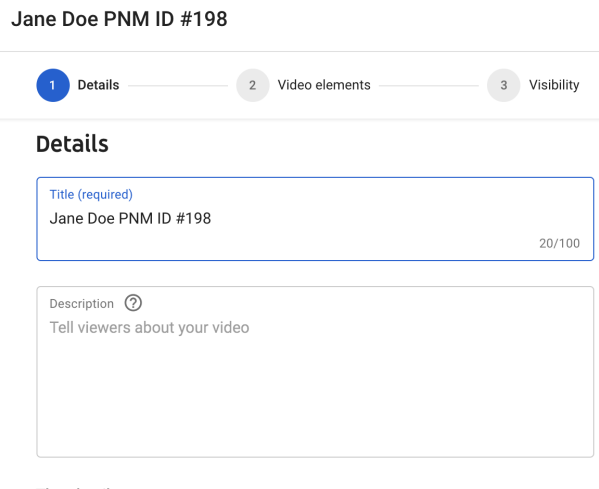 Jane Doe PNM ID #198
1 Details 2 Video elements 3 Visibility
Details
Title (required)
Jane Doe PNM ID #198
20/100
Description ?
Tell viewers about your video